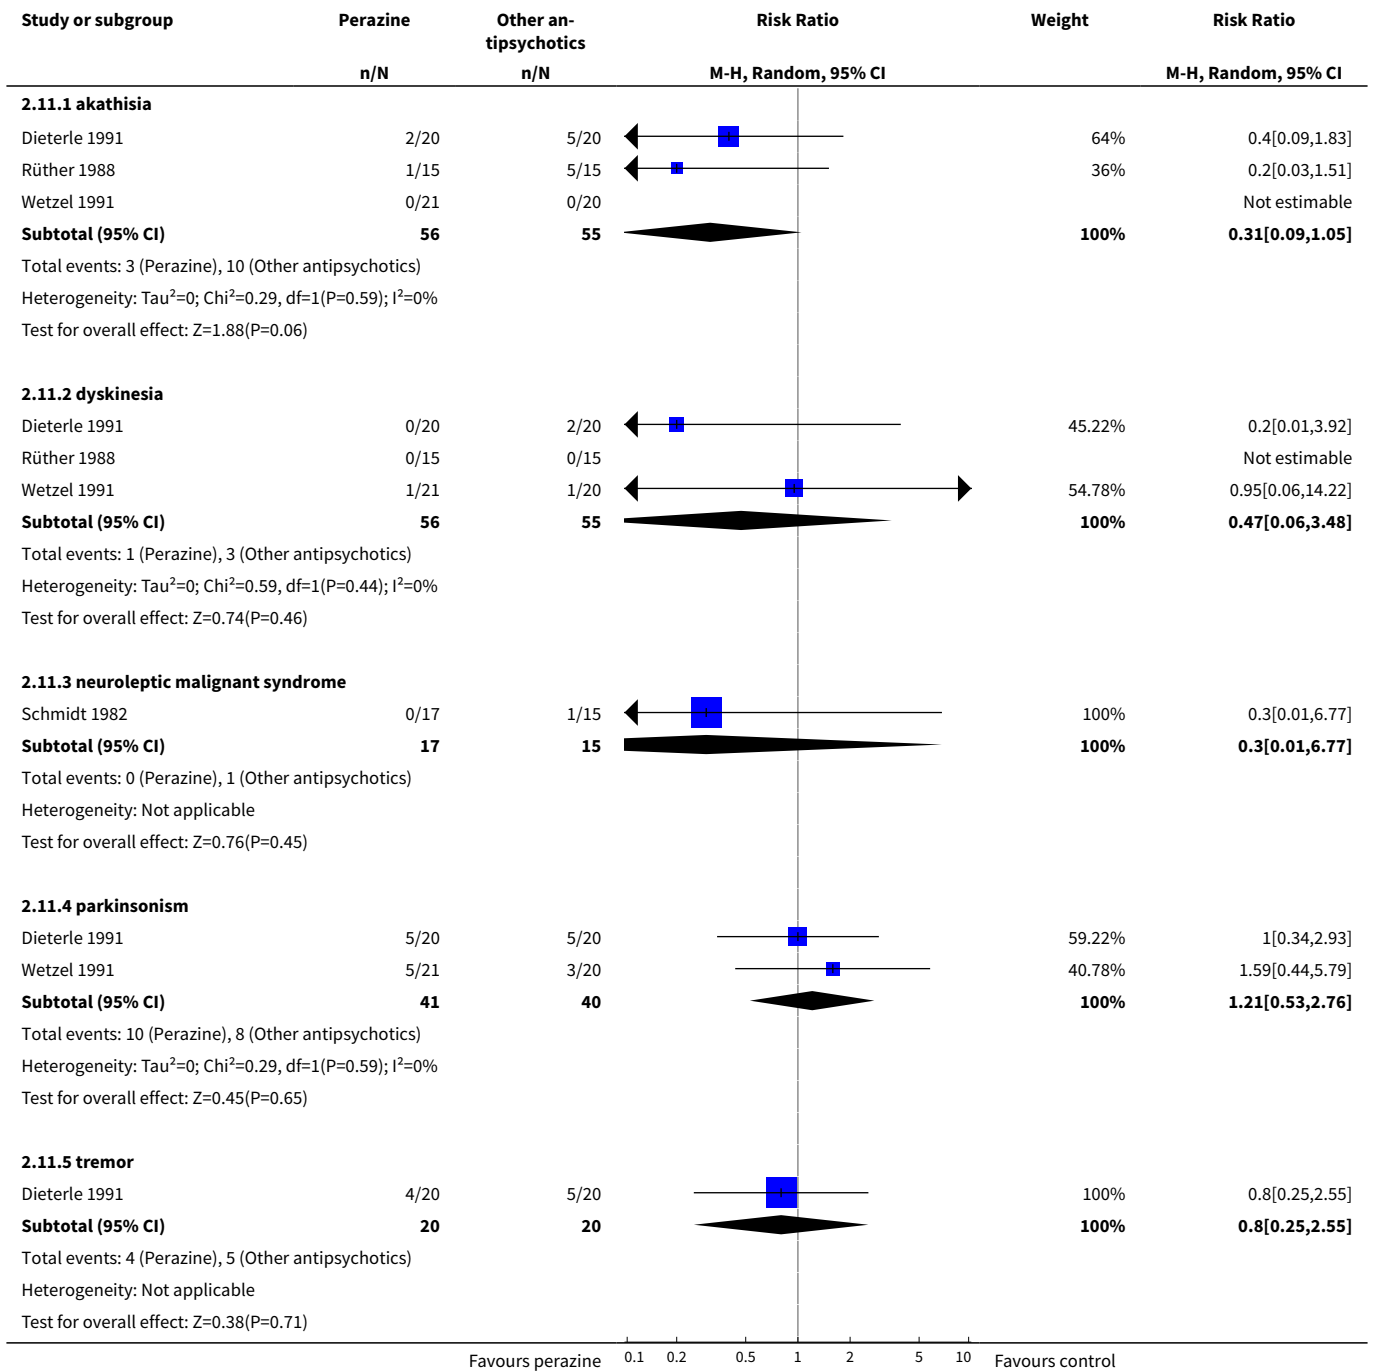 Study or subgroup Perazine Other an- Risk Ratio Weight Risk Ratio
tipsychotics
n/N n/N M-H, Random, 95% CI M-H, Random, 95% CI
2.11.1 akathisia
Dieterle 1991 2/20 5/20 64% 0.4[0.09,1.83]
Rüther 1988 1/15 5/15 36% 0.2[0.03,1.51]
Wetzel 1991 0/21 0/20 Not estimable
Subtotal (95% CI) 56 55 100% 0.31[0.09,1.05]
Total events: 3 (Perazine), 10 (Other antipsychotics)
Heterogeneity: Tau²=0; Chi²=0.29, df=1(P=0.59); I²=0%
Test for overall effect: Z=1.88(P=0.06)
2.11.2 dyskinesia
Dieterle 1991 0/20 2/20 45.22% 0.2[0.01,3.92]
Rüther 1988 0/15 0/15 Not estimable
Wetzel 1991 1/21 1/20 54.78% 0.95[0.06,14.22]
Subtotal (95% CI) 56 55 100% 0.47[0.06,3.48]
Total events: 1 (Perazine), 3 (Other antipsychotics)
Heterogeneity: Tau²=0; Chi²=0.59, df=1(P=0.44); I²=0%
Test for overall effect: Z=0.74(P=0.46)
2.11.3 neuroleptic malignant syndrome
Schmidt 1982 0/17 1/15 100% 0.3[0.01,6.77]
Subtotal (95% CI) 17 15 100% 0.3[0.01,6.77]
Total events: 0 (Perazine), 1 (Other antipsychotics)
Heterogeneity: Not applicable
Test for overall effect: Z=0.76(P=0.45)
2.11.4 parkinsonism
Dieterle 1991 5/20 5/20 59.22% 1[0.34,2.93]
Wetzel 1991 5/21 3/20 40.78% 1.59[0.44,5.79]
Subtotal (95% CI) 41 40 100% 1.21[0.53,2.76]
Total events: 10 (Perazine), 8 (Other antipsychotics)
Heterogeneity: Tau²=0; Chi²=0.29, df=1(P=0.59); I²=0%
Test for overall effect: Z=0.45(P=0.65)
2.11.5 tremor
Dieterle 1991 4/20 5/20 100% 0.8[0.25,2.55]
Subtotal (95% CI) 20 20 100% 0.8[0.25,2.55]
Total events: 4 (Perazine), 5 (Other antipsychotics)
Heterogeneity: Not applicable
Test for overall effect: Z=0.38(P=0.71)
Favours perazine 0.1 0.2 0.5 1 2 5 10 Favours control